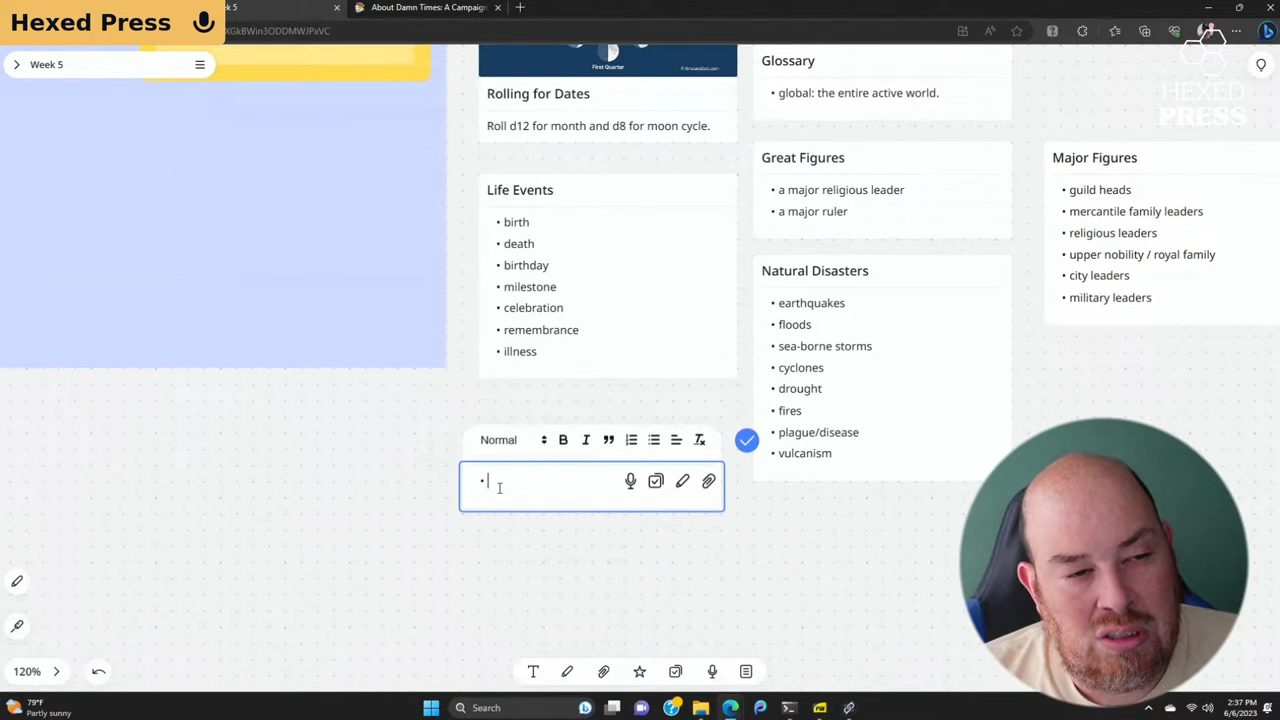 Hexed Press
5
About Damn Times: A Campaign
XGkBWin3ODDMWJPxVC
Week 5
HEXED
PRESS
First Quarter
Rolling for Dates
Roll d12 for month and d8 for moon cycle.
Life Events
• birth
• death
• birthday
• milestone
• celebration
• remembrance
• illness
Glossary
• global: the entire active world.
Great Figures
• a major religious leader
• a major ruler
Natural Disasters
• earthquakes
• floods
• sea-borne storms
• cyclones
• drought
• fires
• plague/disease
• vulcanism
Major Figures
• guild heads
• mercantile family leaders
• religious leaders
• upper nobility / royal family
• city leaders
• military leaders
Normal
120%
79°F
Partly sunny
Search
2:37 PM
6/6/2023